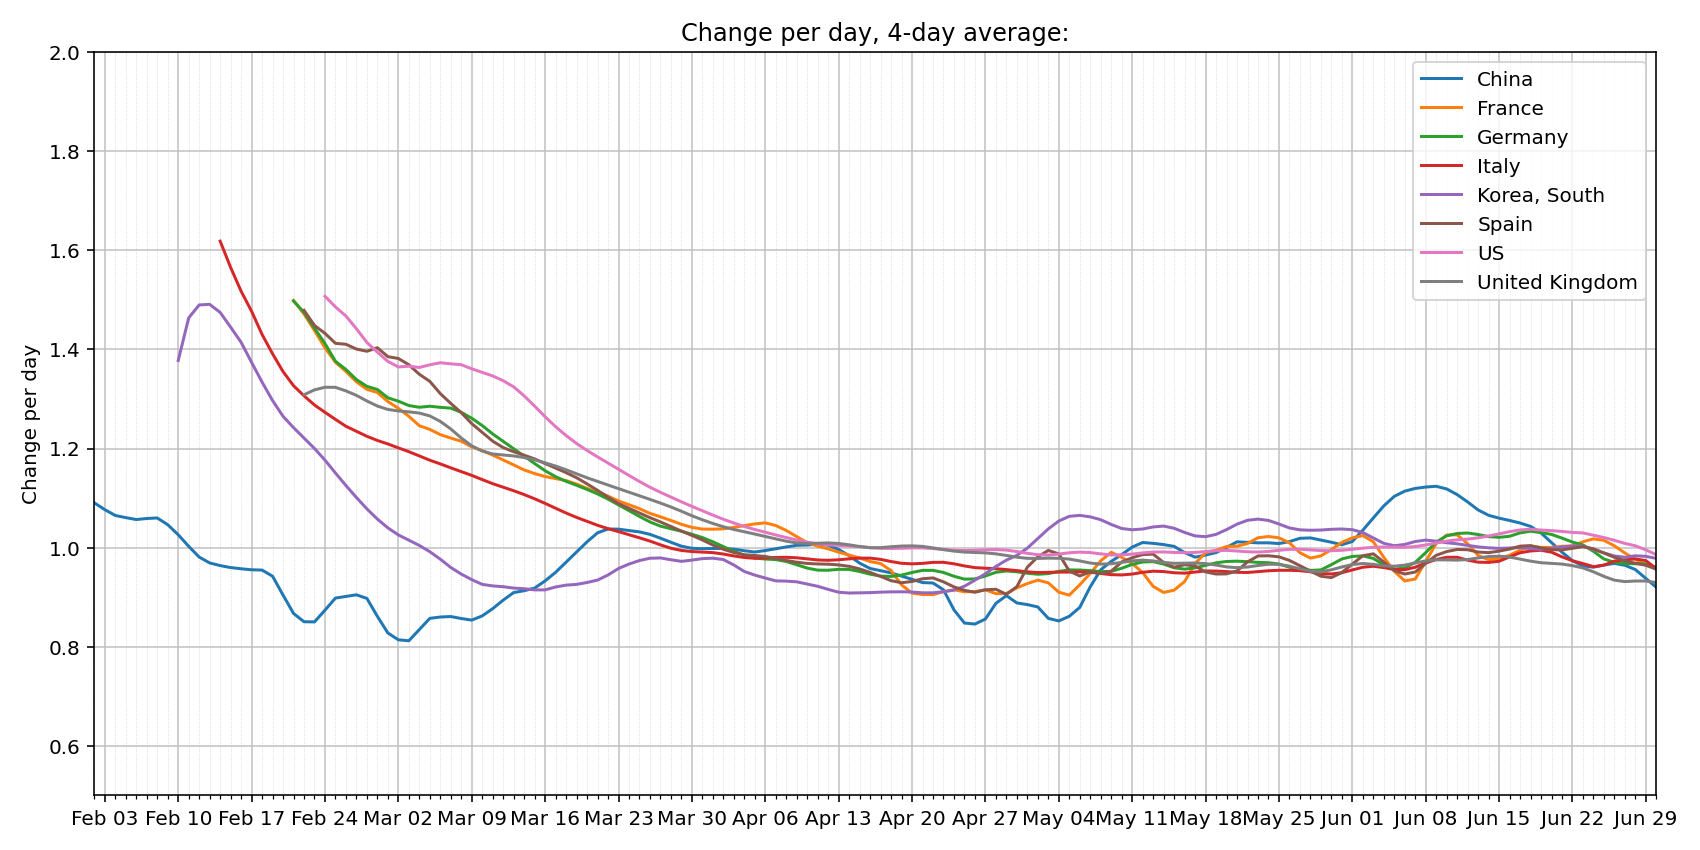 Change per day, 4-day average:
Change per day
2.0
1.8
1.6
1.4
1.2
1.0
0.8
0.6
China
France
Germany
Italy
Korea, South
Spain
US
United Kingdom
Feb 03 Feb 10 Feb 17 Feb 24 Mar 02 Mar 09 Mar 16 Mar 23 Mar 30 Apr 06 Apr 13 Apr 20 Apr 27 May 04 May 11 May 18 May 25 Jun 01 Jun 08 Jun 15 Jun 22 Jun 29